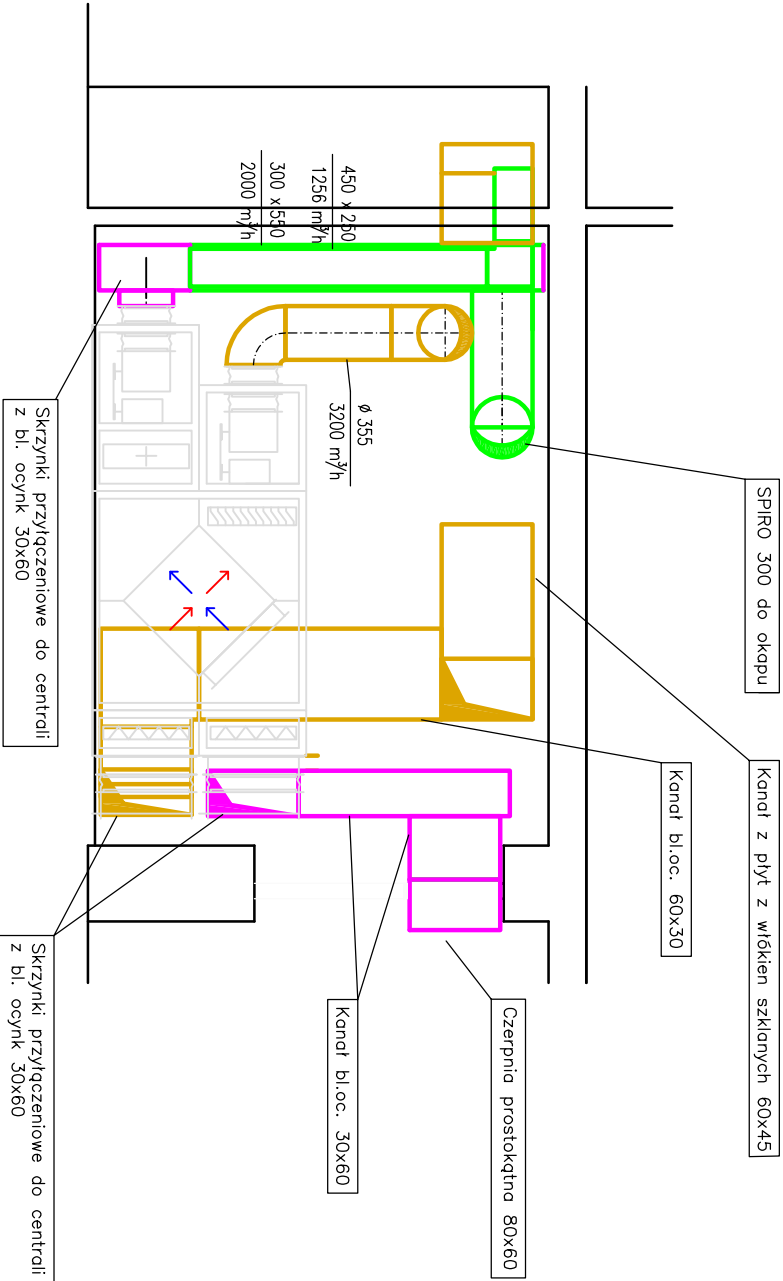 SPIRO 300 do okapu
Kanał z płyt z włókien szklanych 60x45
450 x 250
1256 m³/h
300 x 550
2000 m³/h
ø 355
3200 m³/h
Kanał bl.oc. 60x30
Czerpnia prostokątna 80x60
Kanał bl.oc. 30x60
Skrzynki przyłączeniowe do centrali
z bl. ocynk 30x60
Skrzynki przyłączeniowe do centrali
z bl. ocynk 30x60